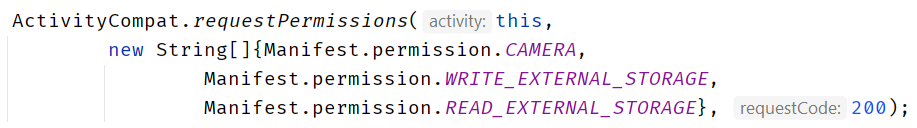 ActivityCompat.requestPermissions( activity: this,
new String[]{Manifest.permission.CAMERA,
Manifest.permission.WRITE_EXTERNAL_STORAGE,
Manifest.permission.READ_EXTERNAL_STORAGE}, requestCode: 200);